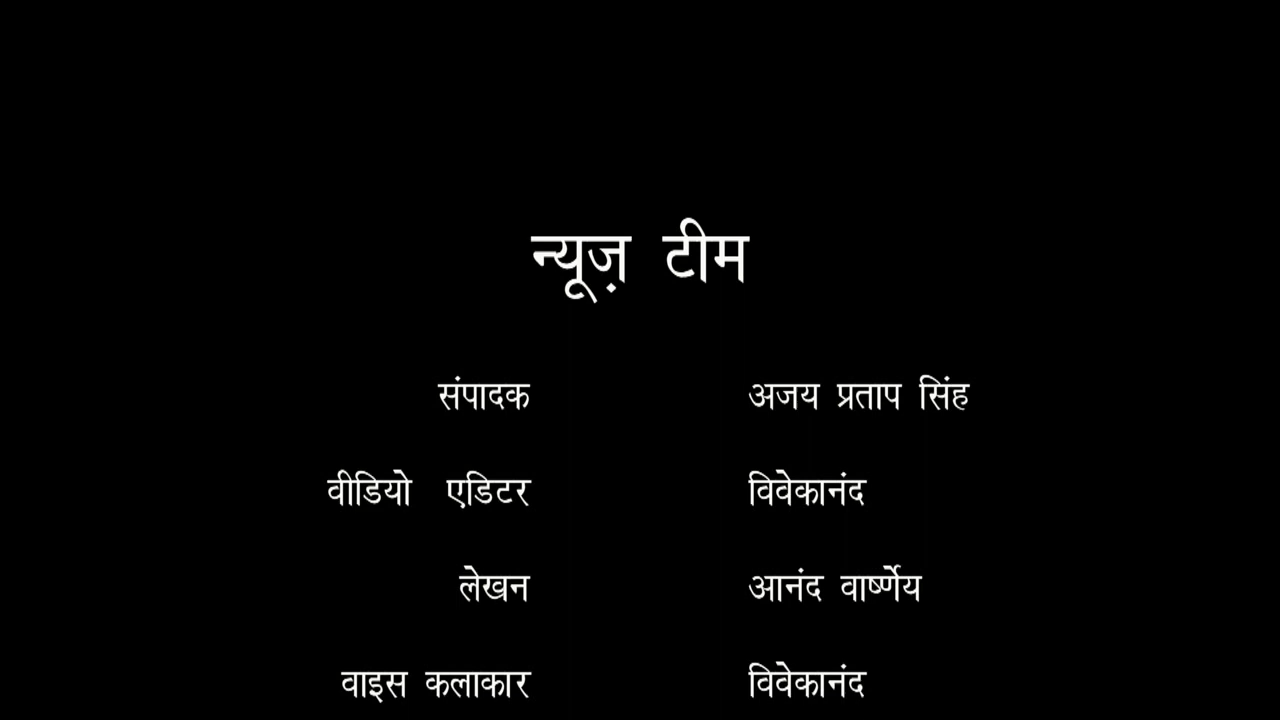 न्यूज़ टीम
संपादक अजय प्रताप सिंह
वीडियो एडिटर विवेकानंद
लेखन आनंद वार्ष्णेय
वाइस कलाकार विवेकानंद